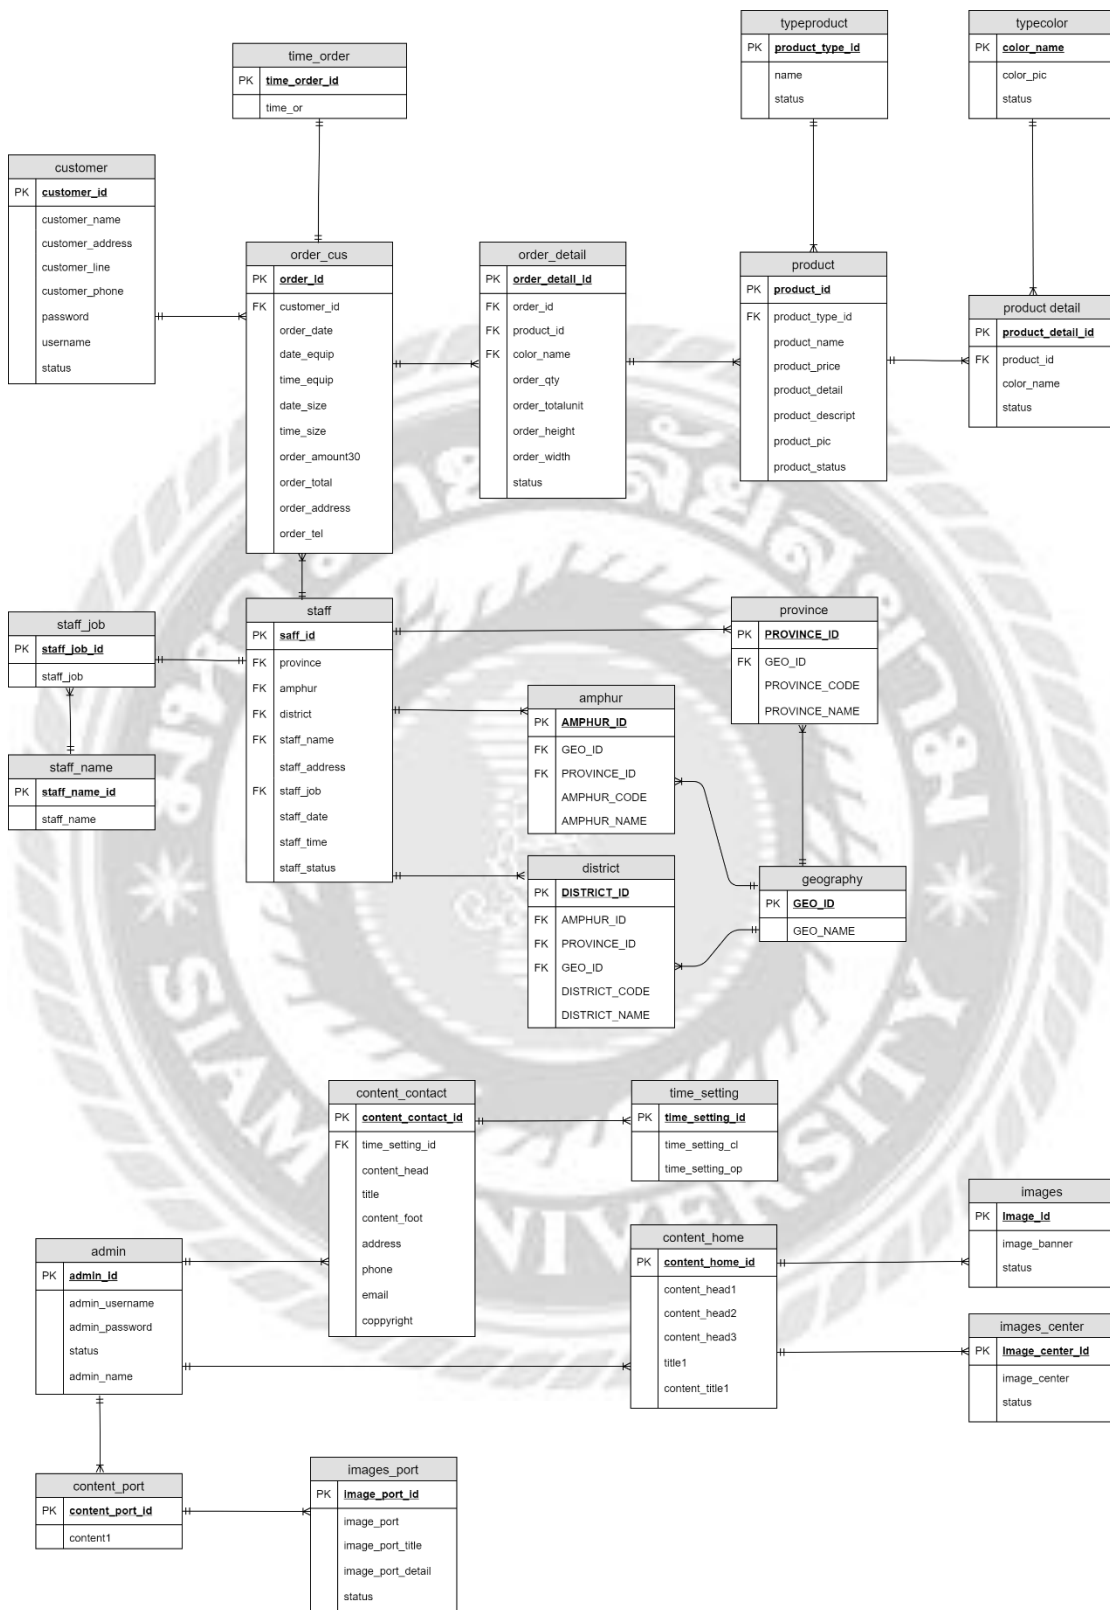 time_order
PK time_order_id
time_or
typeproduct
PK product_type_id
name
status
typecolor
PK color_name
color_pic
status
customer
PK customer_id
customer_name
customer_address
customer_line
customer_phone
password
username
status
order_cus
PK order_id
FK customer_id
order_date
date_equip
time_equip
date_size
time_size
order_amount30
order_total
order_address
order_tel
order_detail
PK order_detail_id
FK order_id
FK product_id
FK color_name
order_qty
order_totalunit
order_height
order_width
status
product
PK product_id
FK product_type_id
product_name
product_price
product_detail
product_descript
product_pic
product_status
product detail
PK product_detail_id
FK product_id
color_name
status
staff_job
PK staff_job_id
staff_job
staff_name
PK staff_name_id
staff_name
staff
PK saff_id
FK province
FK amphur
FK district
FK staff_name
staff_address
FK staff_job
staff_date
staff_time
staff_status
province
PK PROVINCE_ID
FK GEO_ID
PROVINCE_CODE
PROVINCE_NAME
amphur
PK AMPHUR_ID
FK GEO_ID
FK PROVINCE_ID
AMPHUR_CODE
AMPHUR_NAME
district
PK DISTRICT_ID
FK AMPHUR_ID
FK PROVINCE_ID
FK GEO_ID
DISTRICT_CODE
DISTRICT_NAME
geography
PK GEO_ID
GEO_NAME
content_contact
PK content_contact_id
FK time_setting_id
content_head
title
content_foot
address
phone
email
coppyright
time_setting
PK time_setting_id
time_setting_cl
time_setting_op
admin
PK admin_id
admin_username
admin_password
status
admin_name
content_home
PK content_home_id
content_head1
content_head2
content_head3
title1
content_title1
images
PK image_id
image_banner
status
images_center
PK image_center_id
image_center
status
content_port
PK content_port_id
content1
images_port
PK image_port_id
image_port
image_port_title
image_port_detail
status
SIAM UNIVERSITY